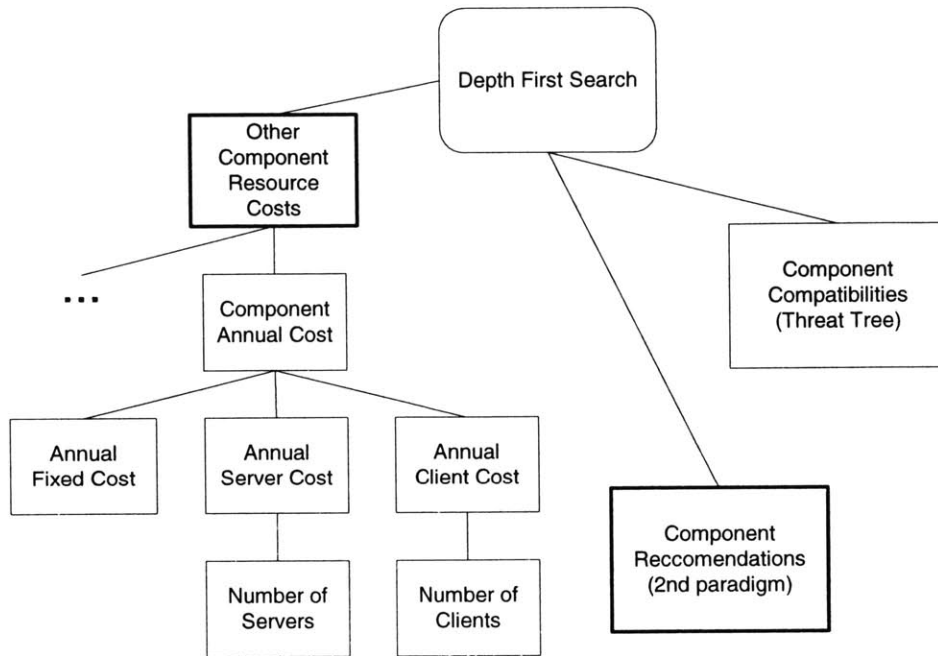 Depth First Search
Other
Component
Resource
Costs
...
Component
Annual Cost
Component
Compatibilities
(Threat Tree)
Annual
Fixed Cost
Annual
Server Cost
Annual
Client Cost
Component
Reccomendations
(2nd paradigm)
Number of
Servers
Number of
Clients